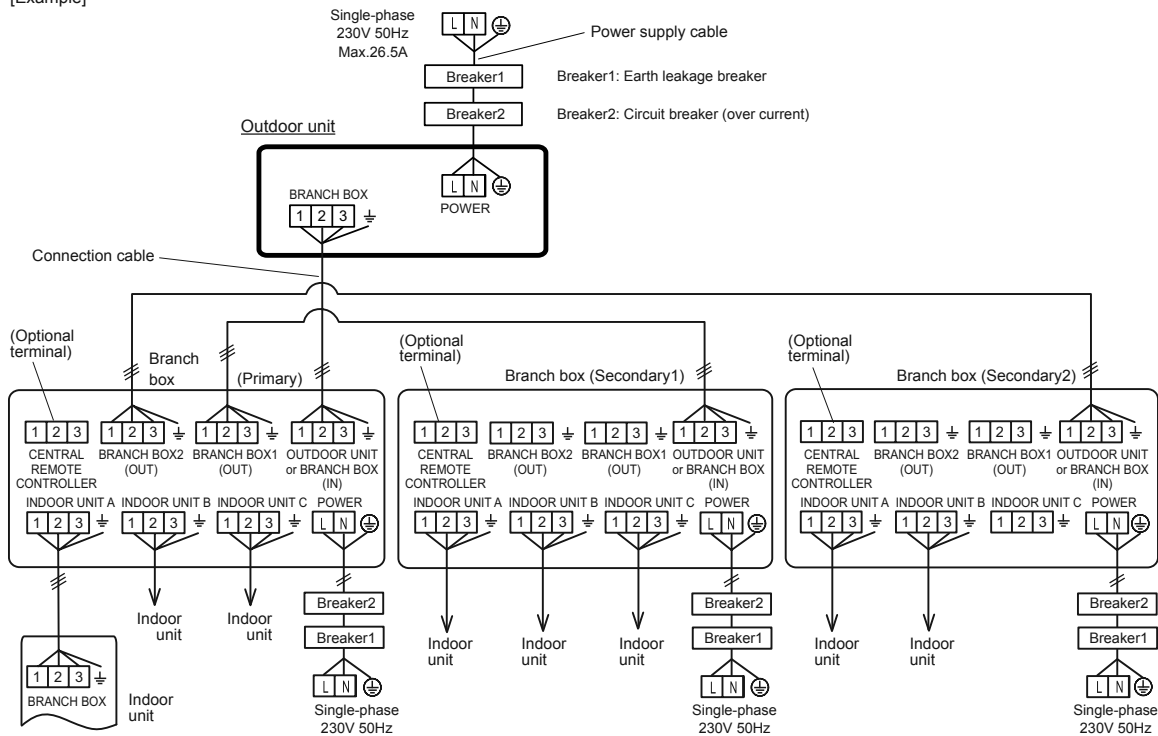 [Example]
Single-phase
230V 50Hz
Max.26.5A
L N
Power supply cable
Breaker1
Breaker1: Earth leakage breaker
Breaker2
Breaker2: Circuit breaker (over current)
Outdoor unit
BRANCH BOX
1 2 3
L N
POWER
Connection cable
(Optional
terminal)
Branch
box
(Primary)
(Optional
terminal)
Branch box (Secondary1)
(Optional
terminal)
Branch box (Secondary2)
1 2 3
CENTRAL
REMOTE
CONTROLLER
1 2 3
BRANCH BOX2
(OUT)
1 2 3
BRANCH BOX1
(OUT)
1 2 3
OUTDOOR UNIT
or BRANCH BOX
(IN)
INDOOR UNIT A
1 2 3
INDOOR UNIT B
1 2 3
INDOOR UNIT C
1 2 3
POWER
L N
1 2 3
CENTRAL
REMOTE
CONTROLLER
1 2 3
BRANCH BOX2
(OUT)
1 2 3
BRANCH BOX1
(OUT)
1 2 3
OUTDOOR UNIT
or BRANCH BOX
(IN)
INDOOR UNIT A
1 2 3
INDOOR UNIT B
1 2 3
INDOOR UNIT C
1 2 3
POWER
L N
1 2 3
CENTRAL
REMOTE
CONTROLLER
1 2 3
BRANCH BOX2
(OUT)
1 2 3
BRANCH BOX1
(OUT)
1 2 3
OUTDOOR UNIT
or BRANCH BOX
(IN)
INDOOR UNIT A
1 2 3
INDOOR UNIT B
1 2 3
INDOOR UNIT C
1 2 3
POWER
L N
1 2 3
BRANCH BOX
Indoor
unit
Indoor
unit
Indoor
unit
Breaker2
Breaker1
L N
Single-phase
230V 50Hz
Indoor
unit
Indoor
unit
Indoor
unit
Breaker2
Breaker1
L N
Single-phase
230V 50Hz
Indoor
unit
Indoor
unit
Breaker2
Breaker1
L N
Single-phase
230V 50Hz